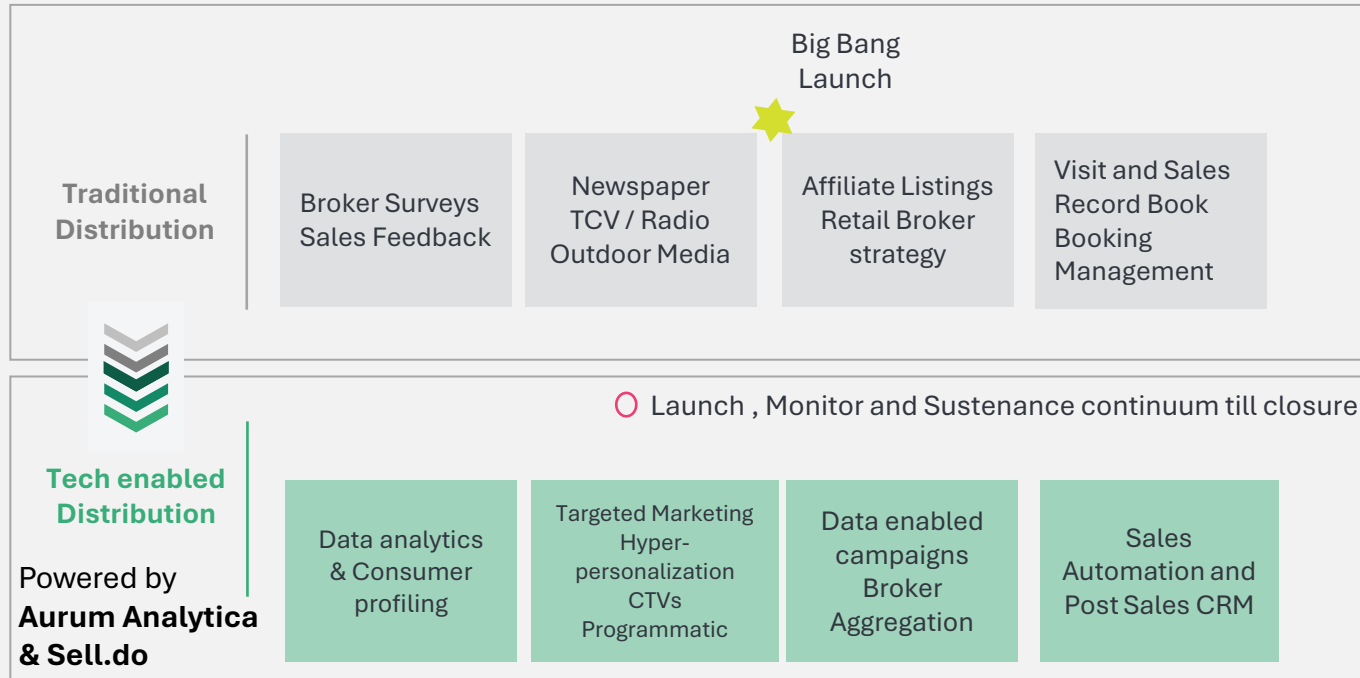 Big Bang
Launch
Traditional
Distribution
Broker Surveys
Sales Feedback
Newspaper
TCV / Radio
Outdoor Media
Affiliate Listings
Retail Broker
strategy
Visit and Sales
Record Book
Booking
Management
Launch , Monitor and Sustenance continuum till closure
Tech enabled
Distribution
Powered by
Aurum Analytica
& Sell.do
Data analytics
& Consumer
profiling
Targeted Marketing
Hyper-
personalization
CTVs
Programmatic
Data enabled
campaigns
Broker
Aggregation
Sales
Automation and
Post Sales CRM